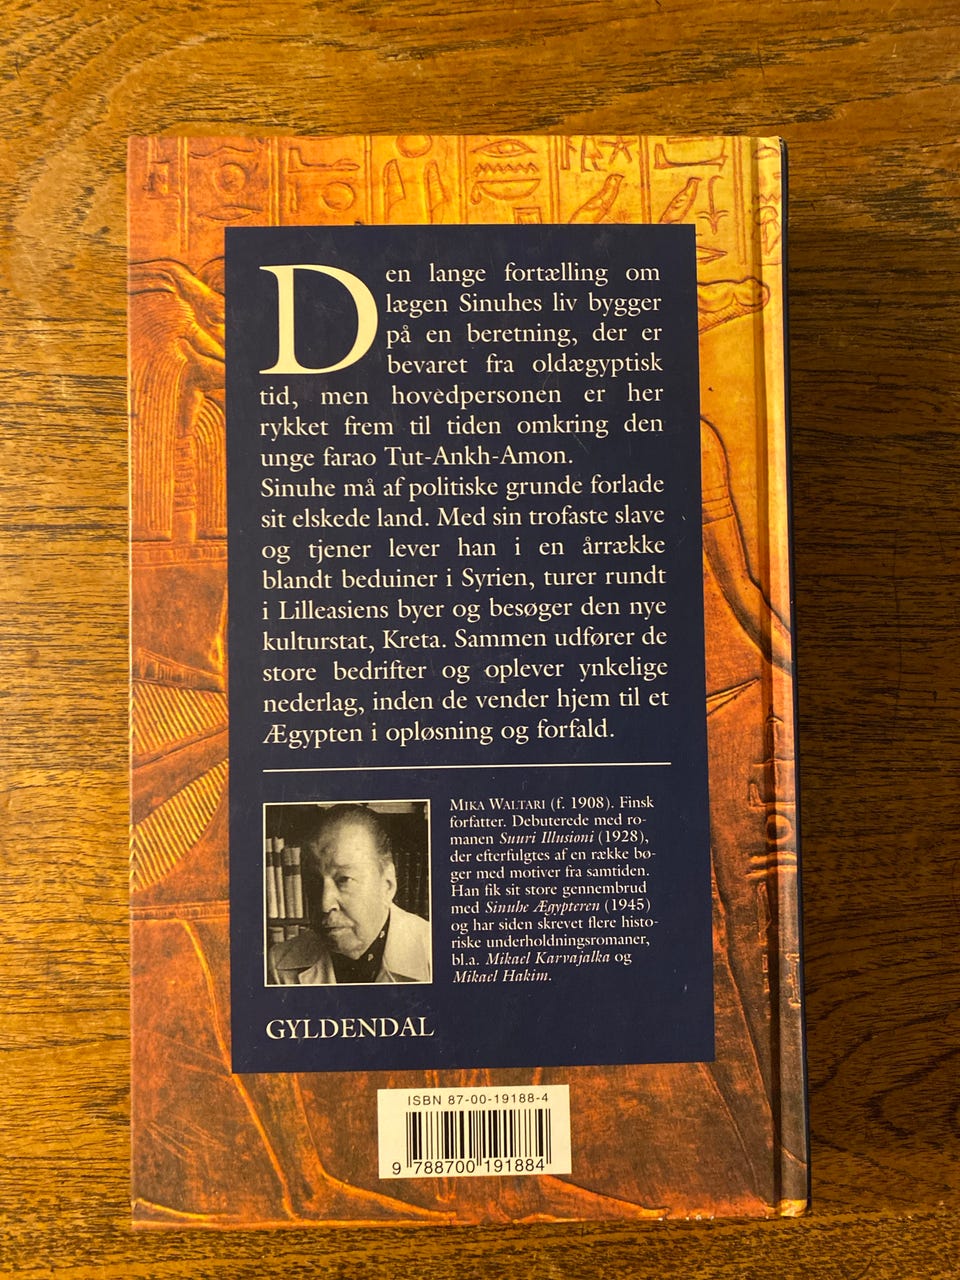 Den lange fortælling om
lægen Sinuhes liv bygger
på en beretning, der er
bevaret fra oldægyptisk
tid, men hovedpersonen er her
rykket frem til tiden omkring den
unge farao Tut-Ankh-Amon.
Sinuhe må af politiske grunde forlade
sit elskede land. Med sin trofaste slave
og tjener lever han i en årrække
blandt beduiner i Syrien, turer rundt
i Lilleasiens byer og besøger den nye
kulturstat, Kreta. Sammen udfører de
store bedrifter og oplever ynkelige
nederlag, inden de vender hjem til et
Ægypten i opløsning og forfald.
MIKA WALTARI (f. 1908). Finsk
forfatter. Debuterede med ro-
manen Suuri Illusioni (1928),
der efterfulgtes af en række bø-
ger med motiver fra samtiden.
Han fik sit store gennembrud
med Sinuhe Ægypteren (1945)
og har siden skrevet flere histo-
riske underholdningsromaner,
bl.a. Mikael Karvajalka og
Mikael Hakim.
GYLDENDAL
ISBN 87-00-19188-4
9 788700 191884